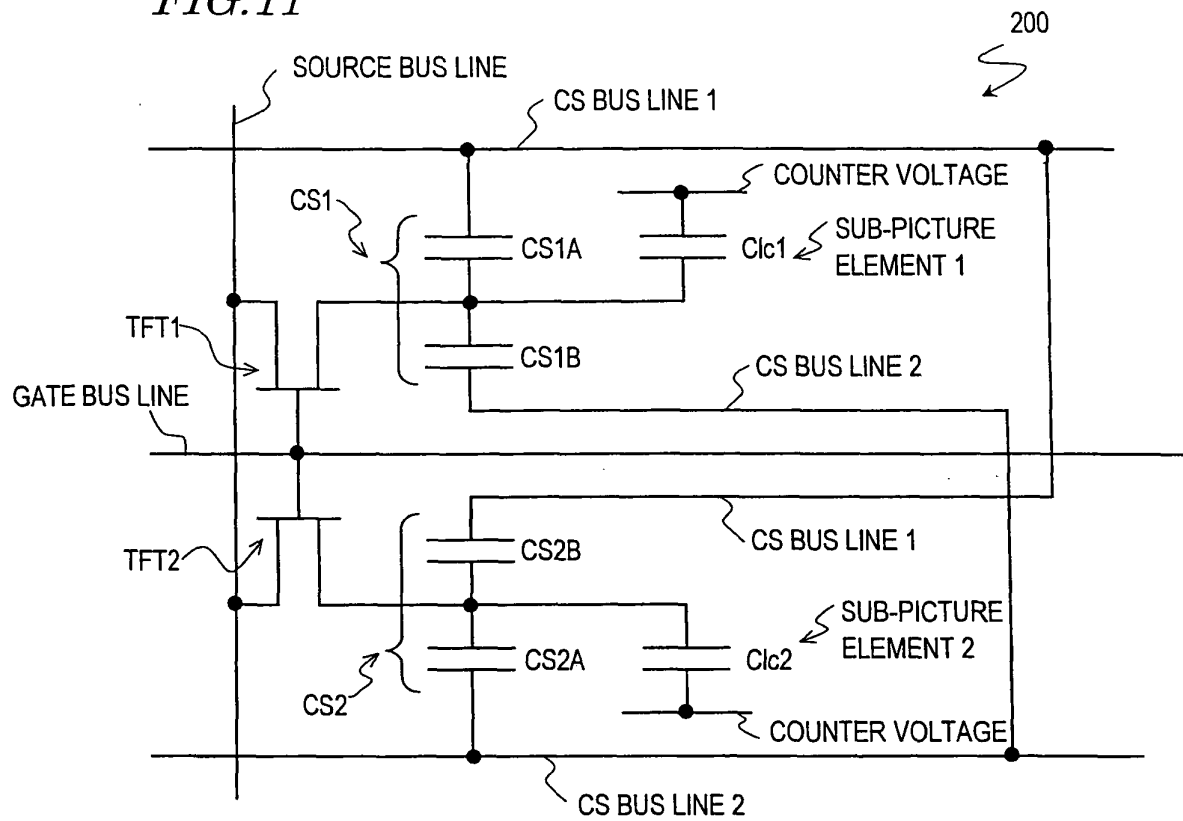 FIG.11
200
SOURCE BUS LINE
CS BUS LINE 1
COUNTER VOLTAGE
CS1
CS1A
Clc1
SUB-PICTURE
ELEMENT 1
TFT1
CS1B
CS BUS LINE 2
GATE BUS LINE
CS BUS LINE 1
TFT2
CS2B
SUB-PICTURE
ELEMENT 2
CS2A
Clc2
CS2
COUNTER VOLTAGE
CS BUS LINE 2